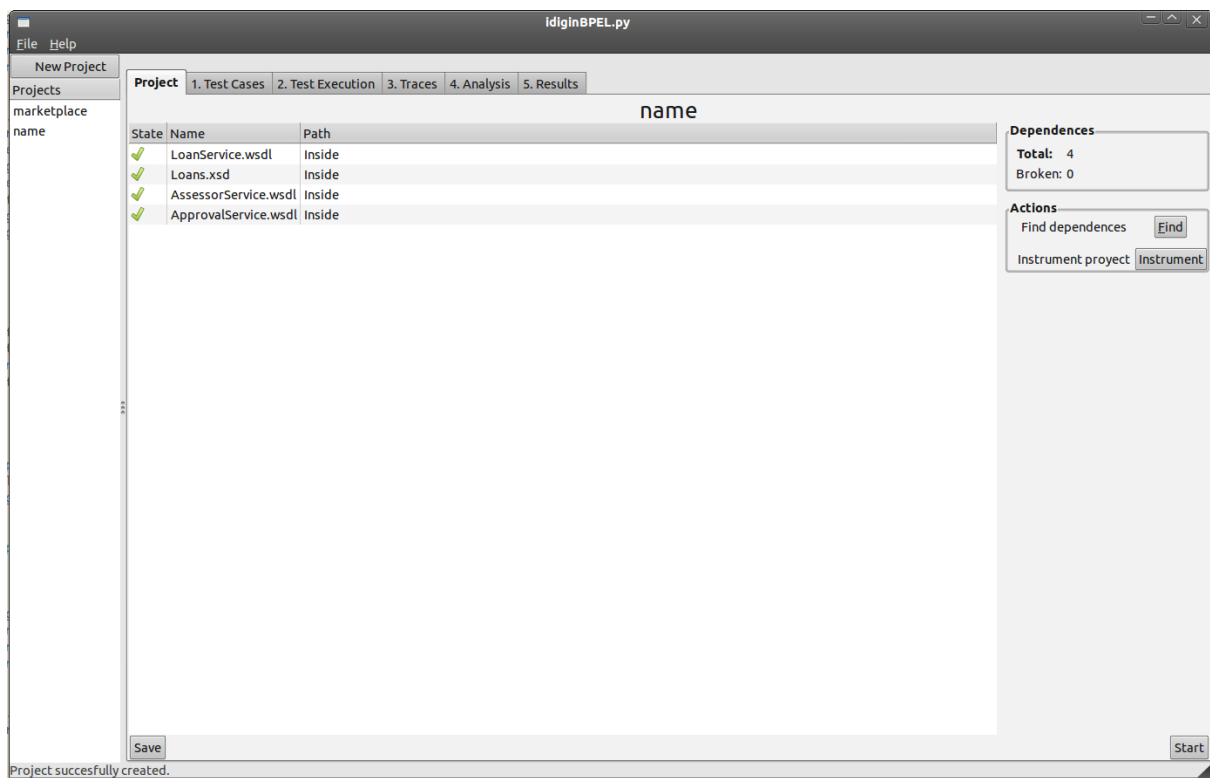 idiginBPEL.py
File Help
New Project
Projects
marketplace
name
Project 1. Test Cases 2. Test Execution 3. Traces 4. Analysis 5. Results
name
State Name Path
LoanService.wsdl Inside
Loans.xsd Inside
AssessorService.wsdl Inside
ApprovalService.wsdl Inside
Dependences
Total: 4
Broken: 0
Actions
Find dependences Find
Instrument proyect Instrument
Save Start
Project succesfully created.